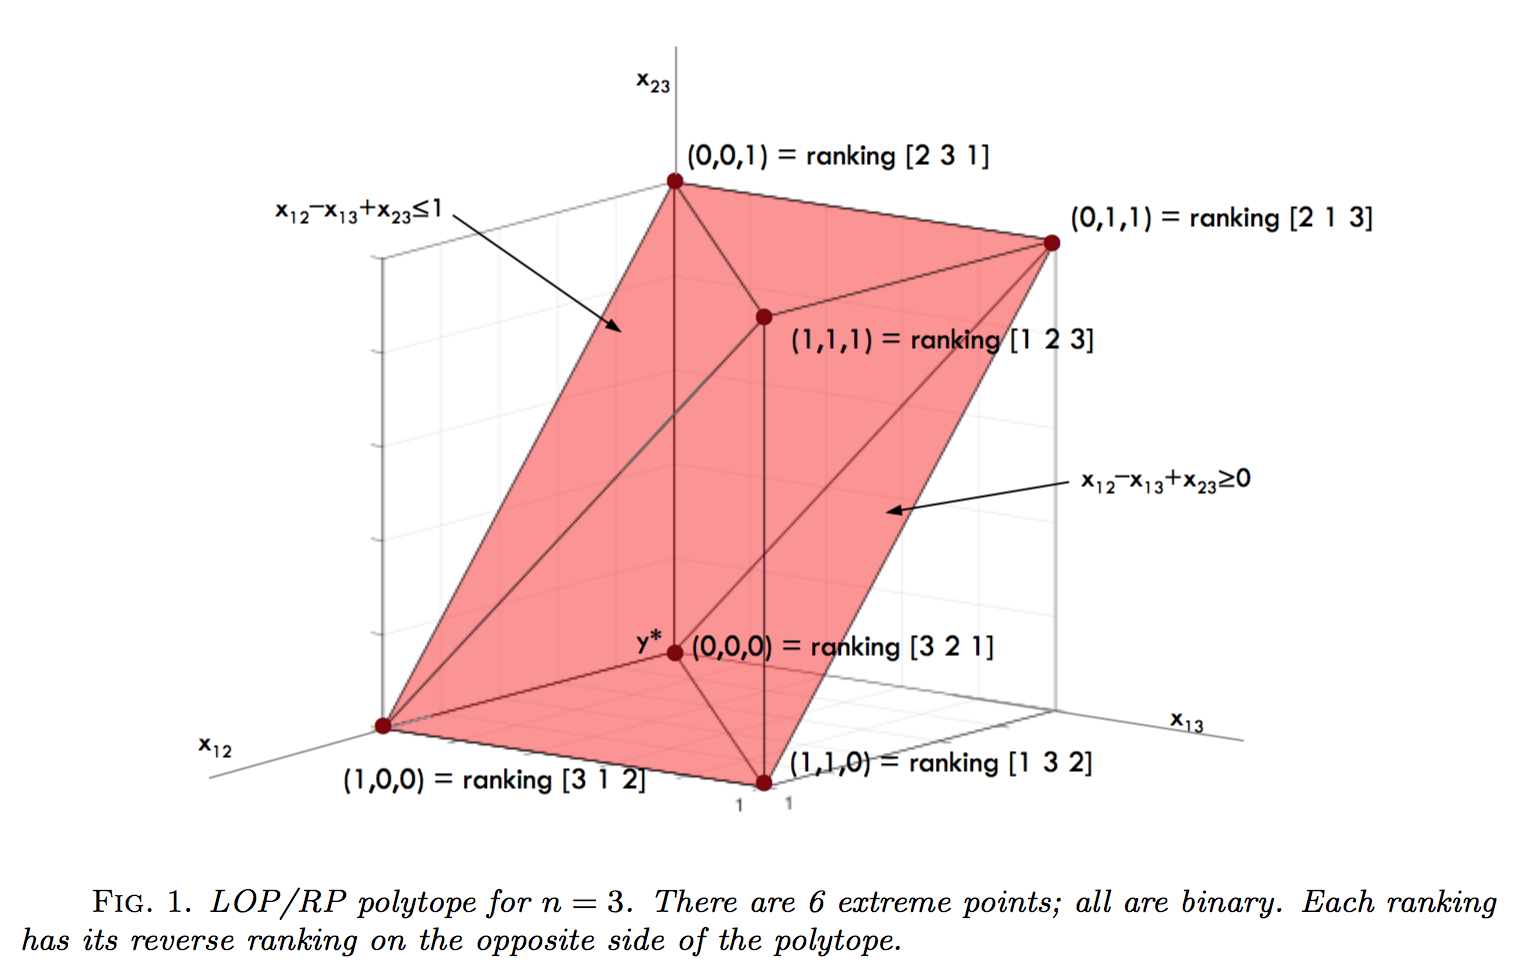 x₂₃
(0,0,1) = ranking [2 3 1]
x₁₂−x₁₃+x₂₃≤1
(0,1,1) = ranking [2 1 3]
(1,1,1) = ranking [1 2 3]
x₁₂−x₁₃+x₂₃≥0
y* (0,0,0) = ranking [3 2 1]
x₁₃
x₁₂
(1,1,0) = ranking [1 3 2]
(1,0,0) = ranking [3 1 2]
1 1
FIG. 1. LOP/RP polytope for n = 3. There are 6 extreme points; all are binary. Each ranking
has its reverse ranking on the opposite side of the polytope.